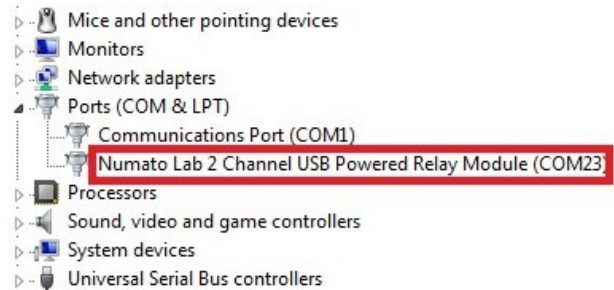 Mice and other pointing devices
Monitors
Network adapters
Ports (COM & LPT)
Communications Port (COM1)
Numato Lab 2 Channel USB Powered Relay Module (COM23)
Processors
Sound, video and game controllers
System devices
Universal Serial Bus controllers